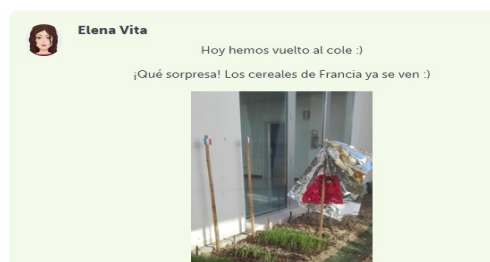 Elena Vita
Hoy hemos vuelto al cole :)
¡Qué sorpresa! Los cereales de Francia ya se ven :)